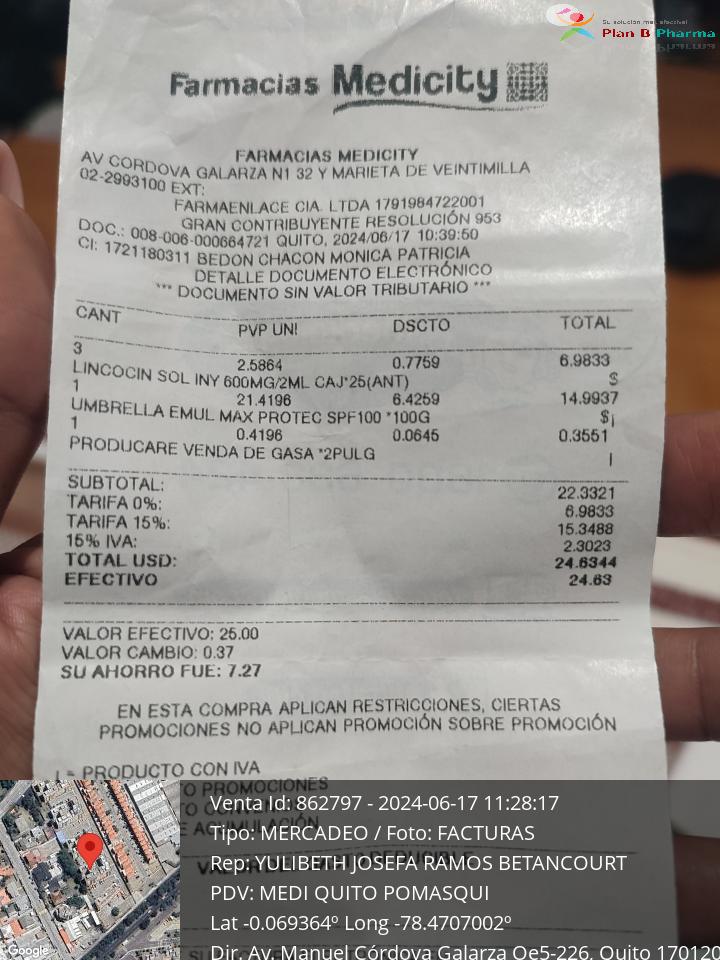 Su solución más efectiva!
Plan B Pharma
Farmacias Medicity
FARMACIAS MEDICITY
AV CORDOVA GALARZA N1 32 Y MARIETA DE VEINTIMILLA
02-2993100 EXT:
FARMAENLACE CIA. LTDA 1791984722001
GRAN CONTRIBUYENTE RESOLUCIÓN 953
DOC.: 008-006-000664721 QUITO, 2024/06/17 10:39:50
CI: 1721180311 BEDON CHACON MONICA PATRICIA
DETALLE DOCUMENTO ELECTRÓNICO
*** DOCUMENTO SIN VALOR TRIBUTARIO ***
CANT PVP UNI DSCTO TOTAL
3 2.5864 0.7759 6.9833
LINCOCIN SOL INY 600MG/2ML CAJ*25(ANT) $
1 21.4196 6.4259 14.9937
UMBRELLA EMUL MAX PROTEC SPF100 *100G $¡
1 0.4196 0.0645 0.3551
PRODUCARE VENDA DE GASA *2PULG |
SUBTOTAL: 22.3321
TARIFA 0%: 6.9833
TARIFA 15%: 15.3488
15% IVA: 2.3023
TOTAL USD: 24.6344
EFECTIVO 24.63
VALOR EFECTIVO: 25.00
VALOR CAMBIO: 0.37
SU AHORRO FUE: 7.27
EN ESTA COMPRA APLICAN RESTRICCIONES, CIERTAS
PROMOCIONES NO APLICAN PROMOCIÓN SOBRE PROMOCIÓN
PRODUCTO CON IVA
PROMOCIONES
Venta Id: 862797 - 2024-06-17 11:28:17
Tipo: MERCADEO / Foto: FACTURAS
Rep: YULIBETH JOSEFA RAMOS BETANCOURT
PDV: MEDI QUITO POMASQUI
Lat -0.069364º Long -78.4707002º
Dir. Av. Manuel Córdova Galarza Oe5-226, Quito 170120
Google